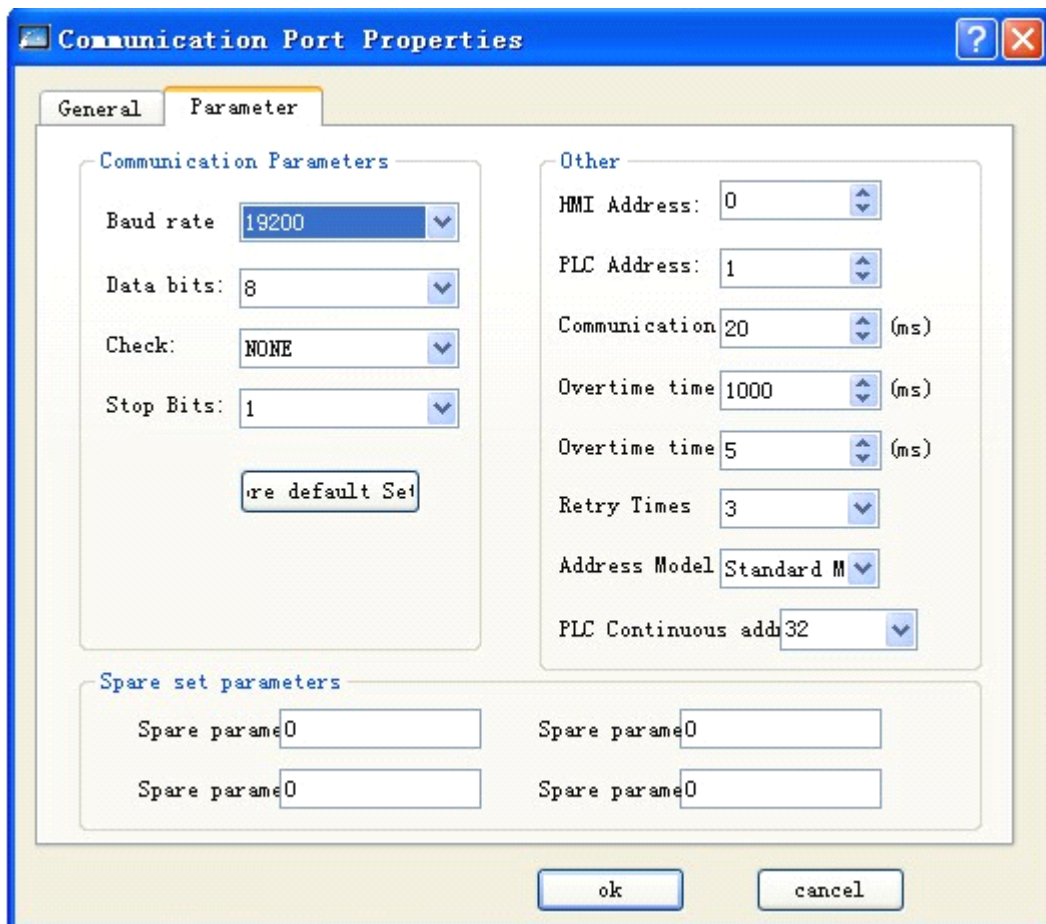 Communication Port Properties
General
Parameter
Communication Parameters
Baud rate 19200
Data bits: 8
Check: NONE
Stop Bits: 1
re default Set
Other
HMI Address: 0
PLC Address: 1
Communication 20 (ms)
Overtime time 1000 (ms)
Overtime time 5 (ms)
Retry Times 3
Address Model Standard M
PLC Continuous addr 32
Spare set parameters
Spare parame 0 Spare parame 0
Spare parame 0 Spare parame 0
ok cancel